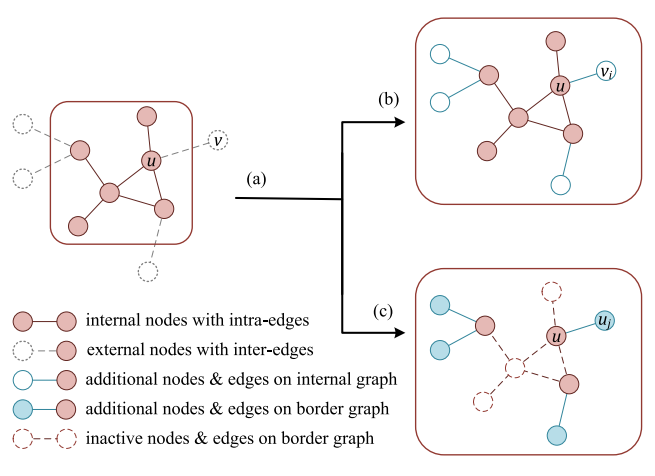 (b)
u
v_i
u
v
(a)
(c)
u
u_j
internal nodes with intra-edges
external nodes with inter-edges
additional nodes & edges on internal graph
additional nodes & edges on border graph
inactive nodes & edges on border graph